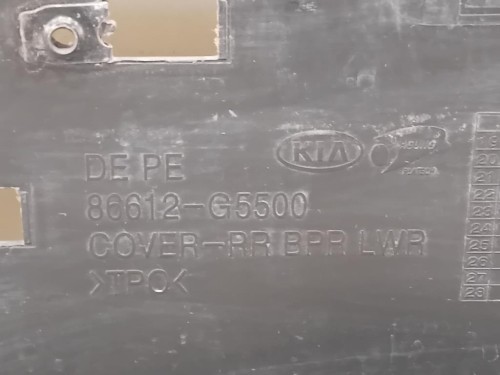 DE PE
KIA
86612-G5500
COVER-RR BPR LWR
>TPO<
19
20
21
22
23
24
25
26
27
28